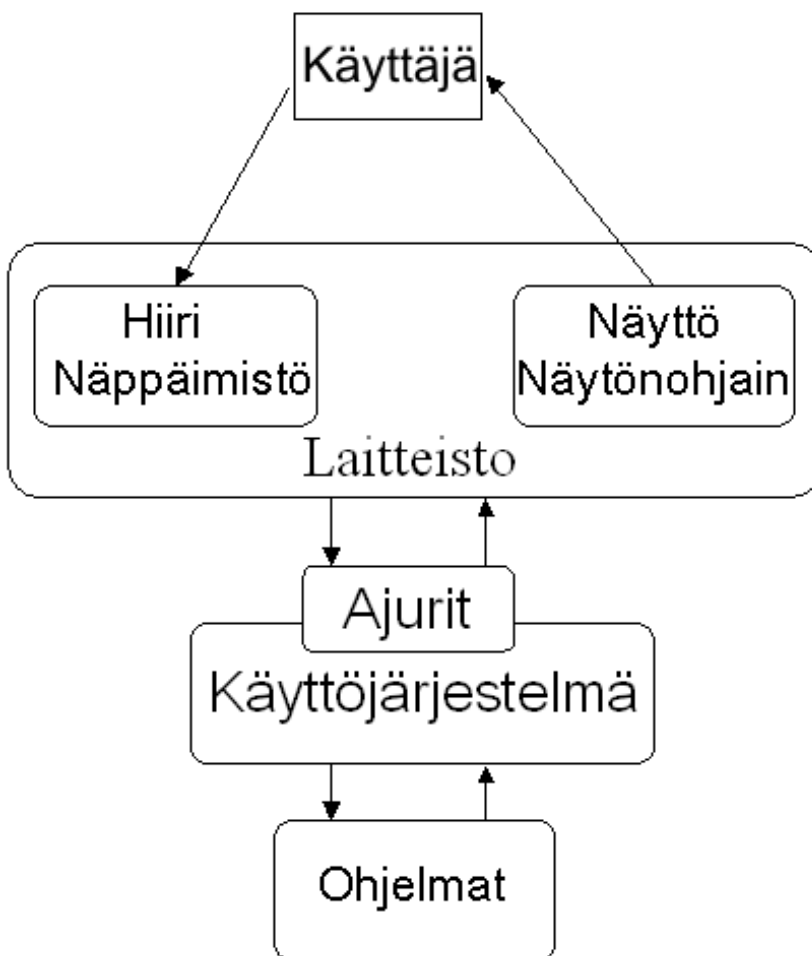 Käyttäjä
Hiiri
Näppäimistö
Näyttö
Näytönohjain
Laitteisto
Ajurit
Käyttöjärjestelmä
Ohjelmat